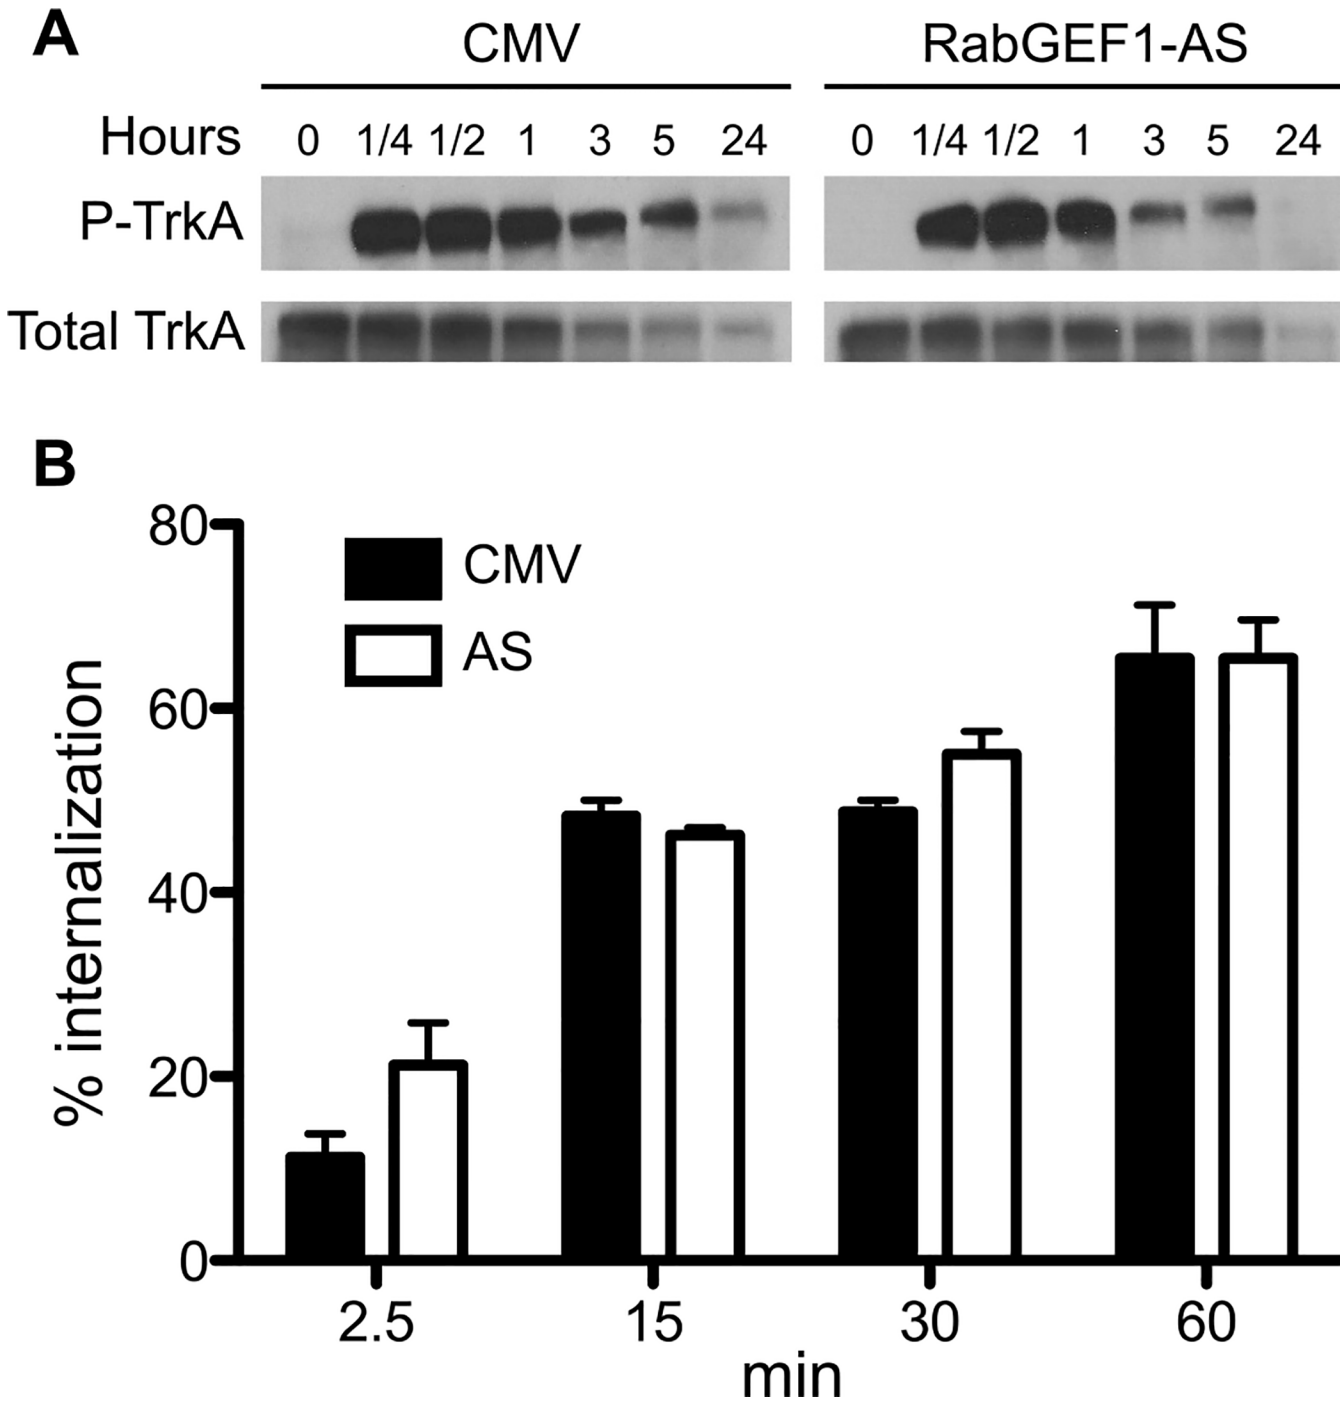 A
CMV RabGEF1-AS
Hours 0 1/4 1/2 1 3 5 24 0 1/4 1/2 1 3 5 24
P-TrkA
Total TrkA
B
80
CMV
AS
60
40
20
0
% internalization
2.5 15 30 60
min